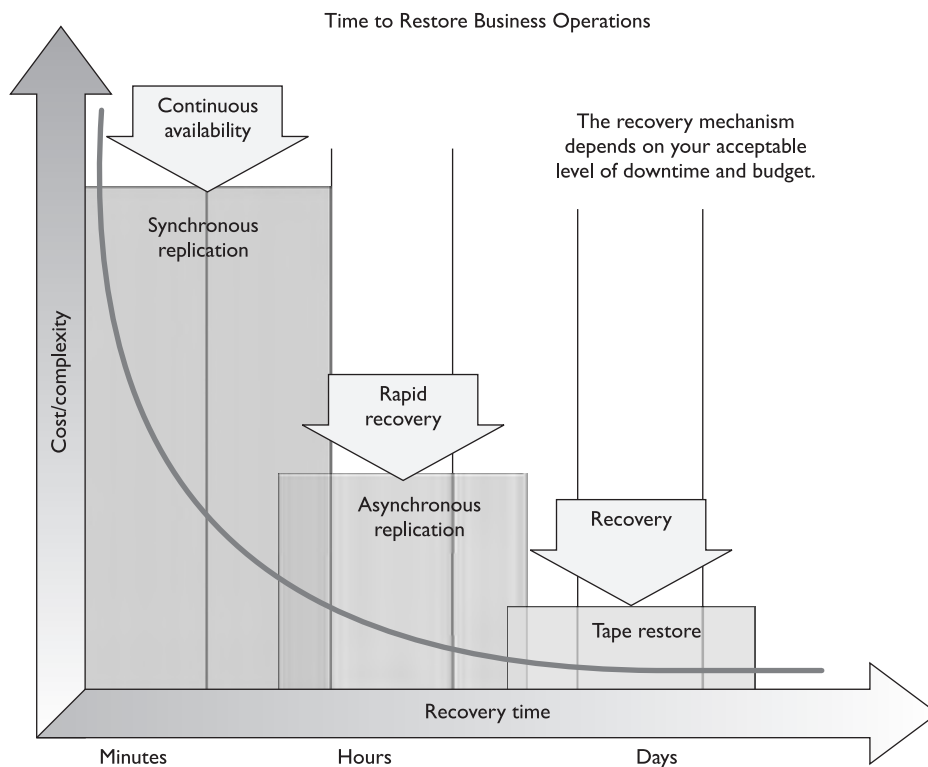 Time to Restore Business Operations
Continuous
availability
The recovery mechanism
depends on your acceptable
level of downtime and budget.
Synchronous
replication
Cost/complexity
Rapid
recovery
Asynchronous
replication
Recovery
Tape restore
Recovery time
Minutes
Hours
Days